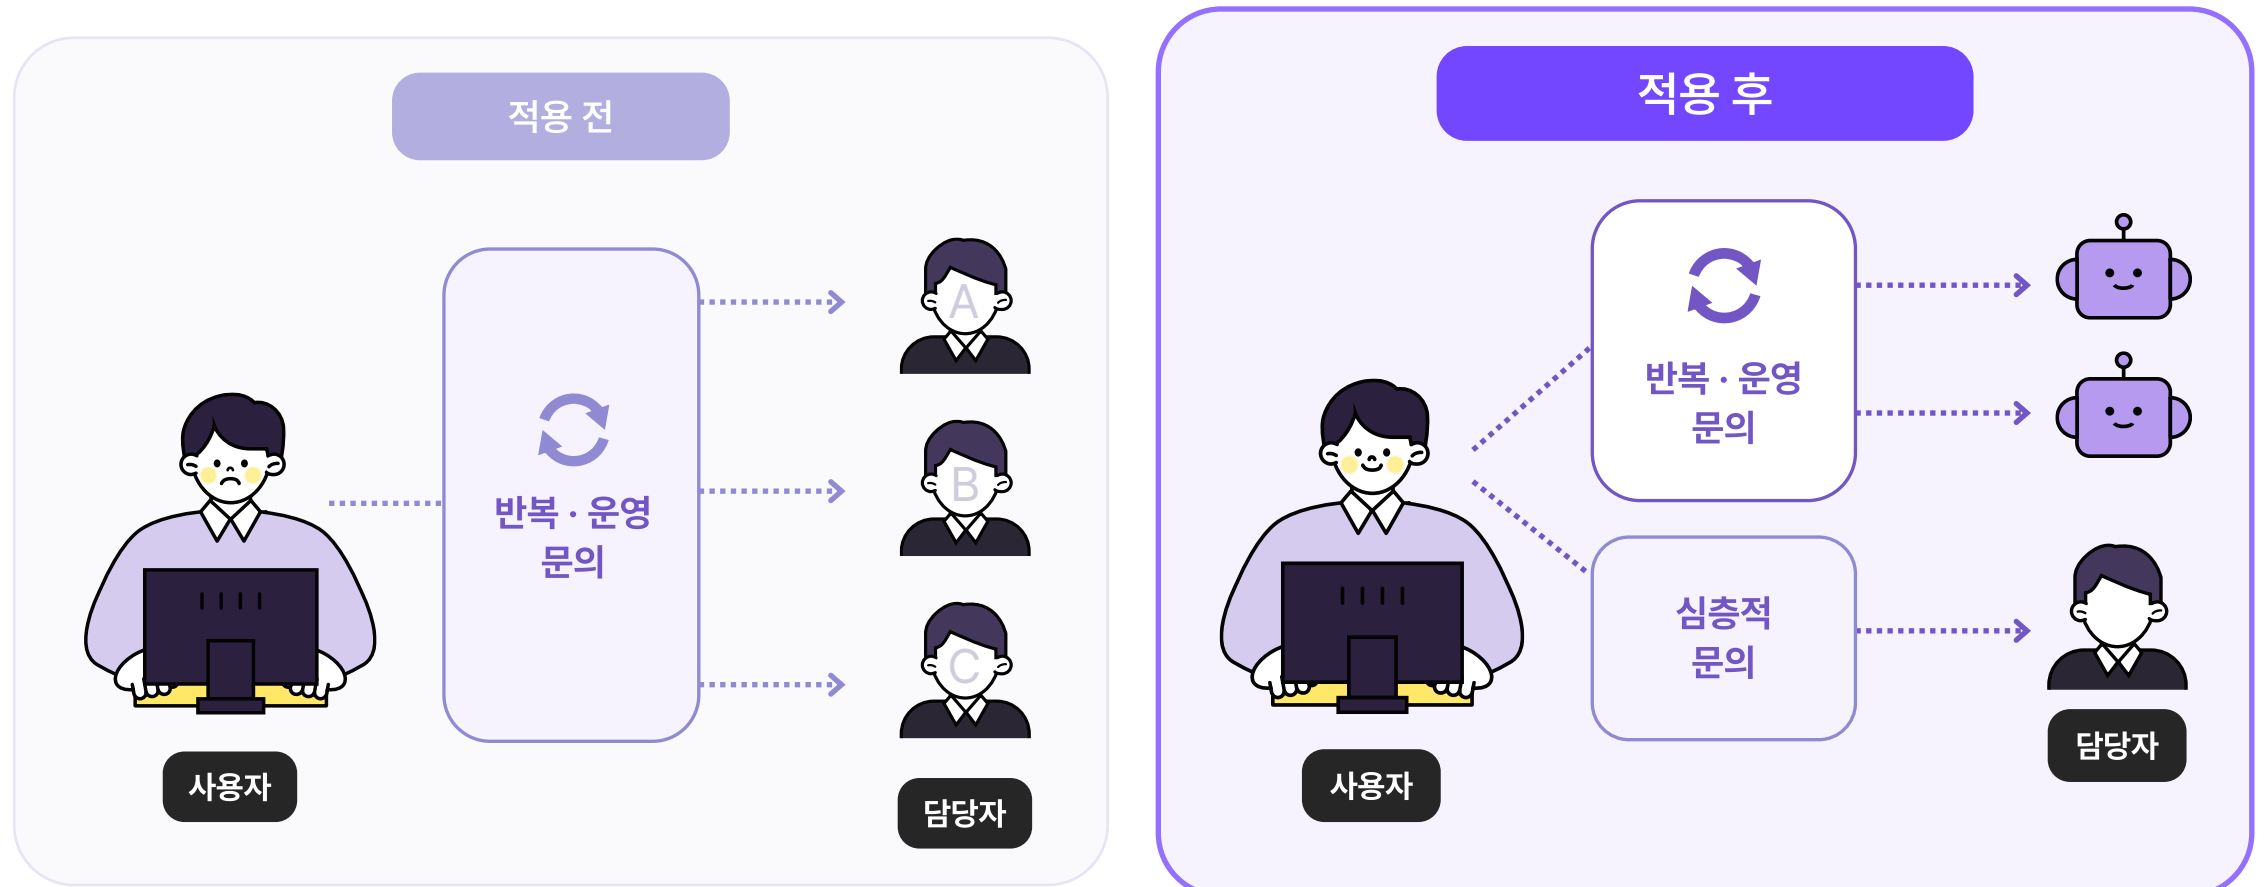 적용 전
A
B
C
반복 · 운영
문의
사용자
담당자
적용 후
반복 · 운영
문의
심층적
문의
사용자
담당자